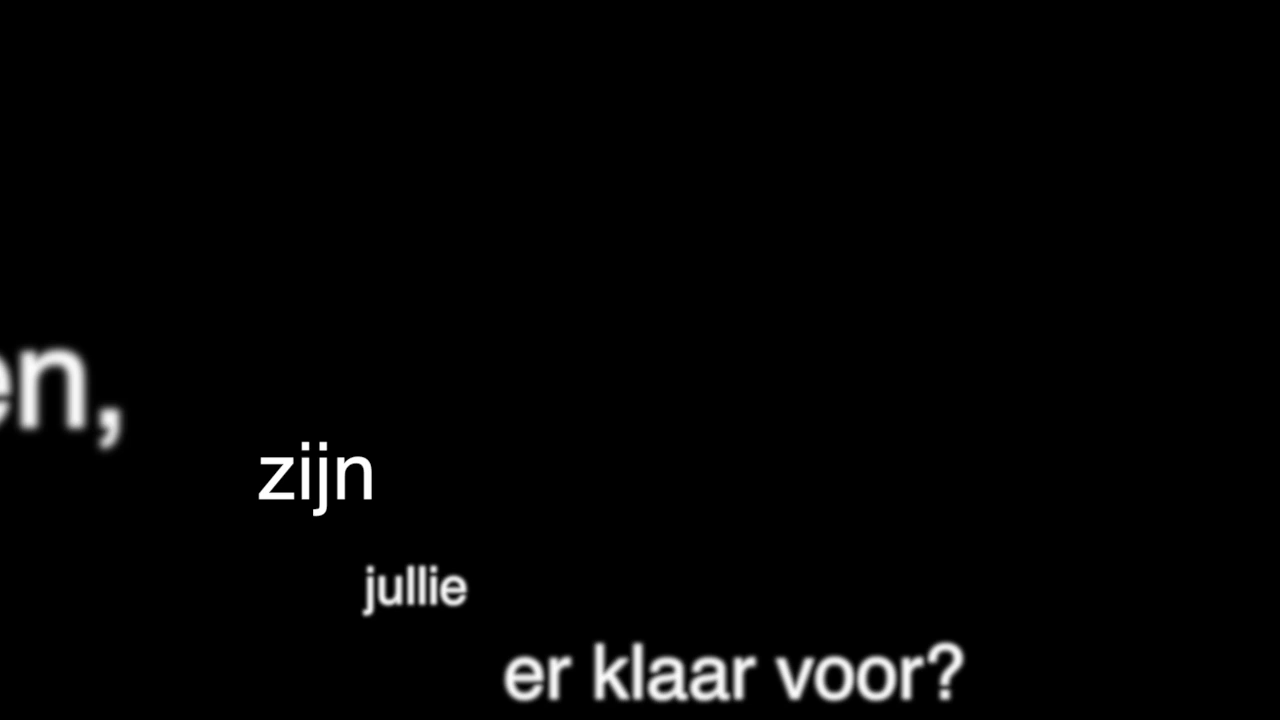 en,
zijn
jullie
er klaar voor?